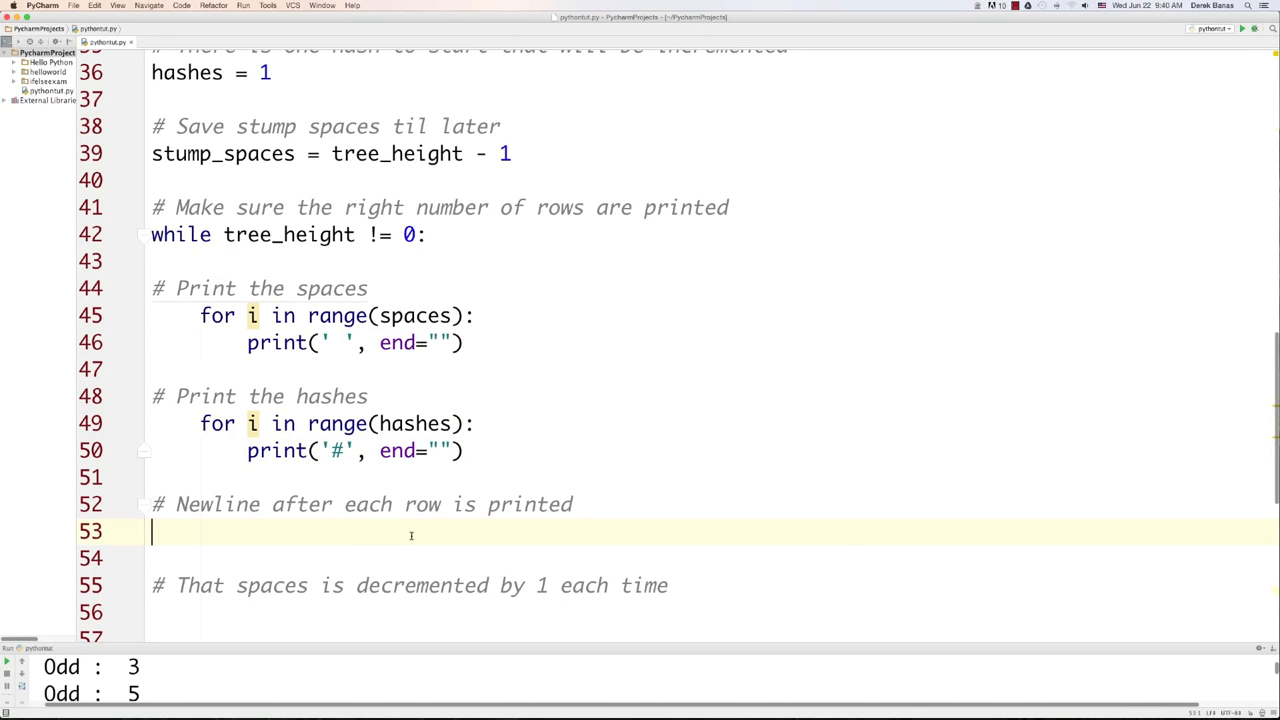 PyCharm File Edit View Navigate Code Refactor Run Tools VCS Window Help
10 Wed Jun 22 9:40 AM Derek Banas
pythontut.py - PycharmProjects - [~/PycharmProjects]
PycharmProjects pythontut.py
pythontut
pythontut.py
PycharmProject
Hello Python
helloworld
ifelseexam
pythontut.py
External Librarie
35 # There is one hash to start that will be incremented
36 hashes = 1
37
38 # Save stump spaces til later
39 stump_spaces = tree_height - 1
40
41 # Make sure the right number of rows are printed
42 while tree_height != 0:
43
44 # Print the spaces
45 for i in range(spaces):
46 print(' ', end="")
47
48 # Print the hashes
49 for i in range(hashes):
50 print('#', end="")
51
52 # Newline after each row is printed
53
54
55 # That spaces is decremented by 1 each time
56
57
Run pythontut
Odd : 3
Odd : 5
53:1 LF UTF-8